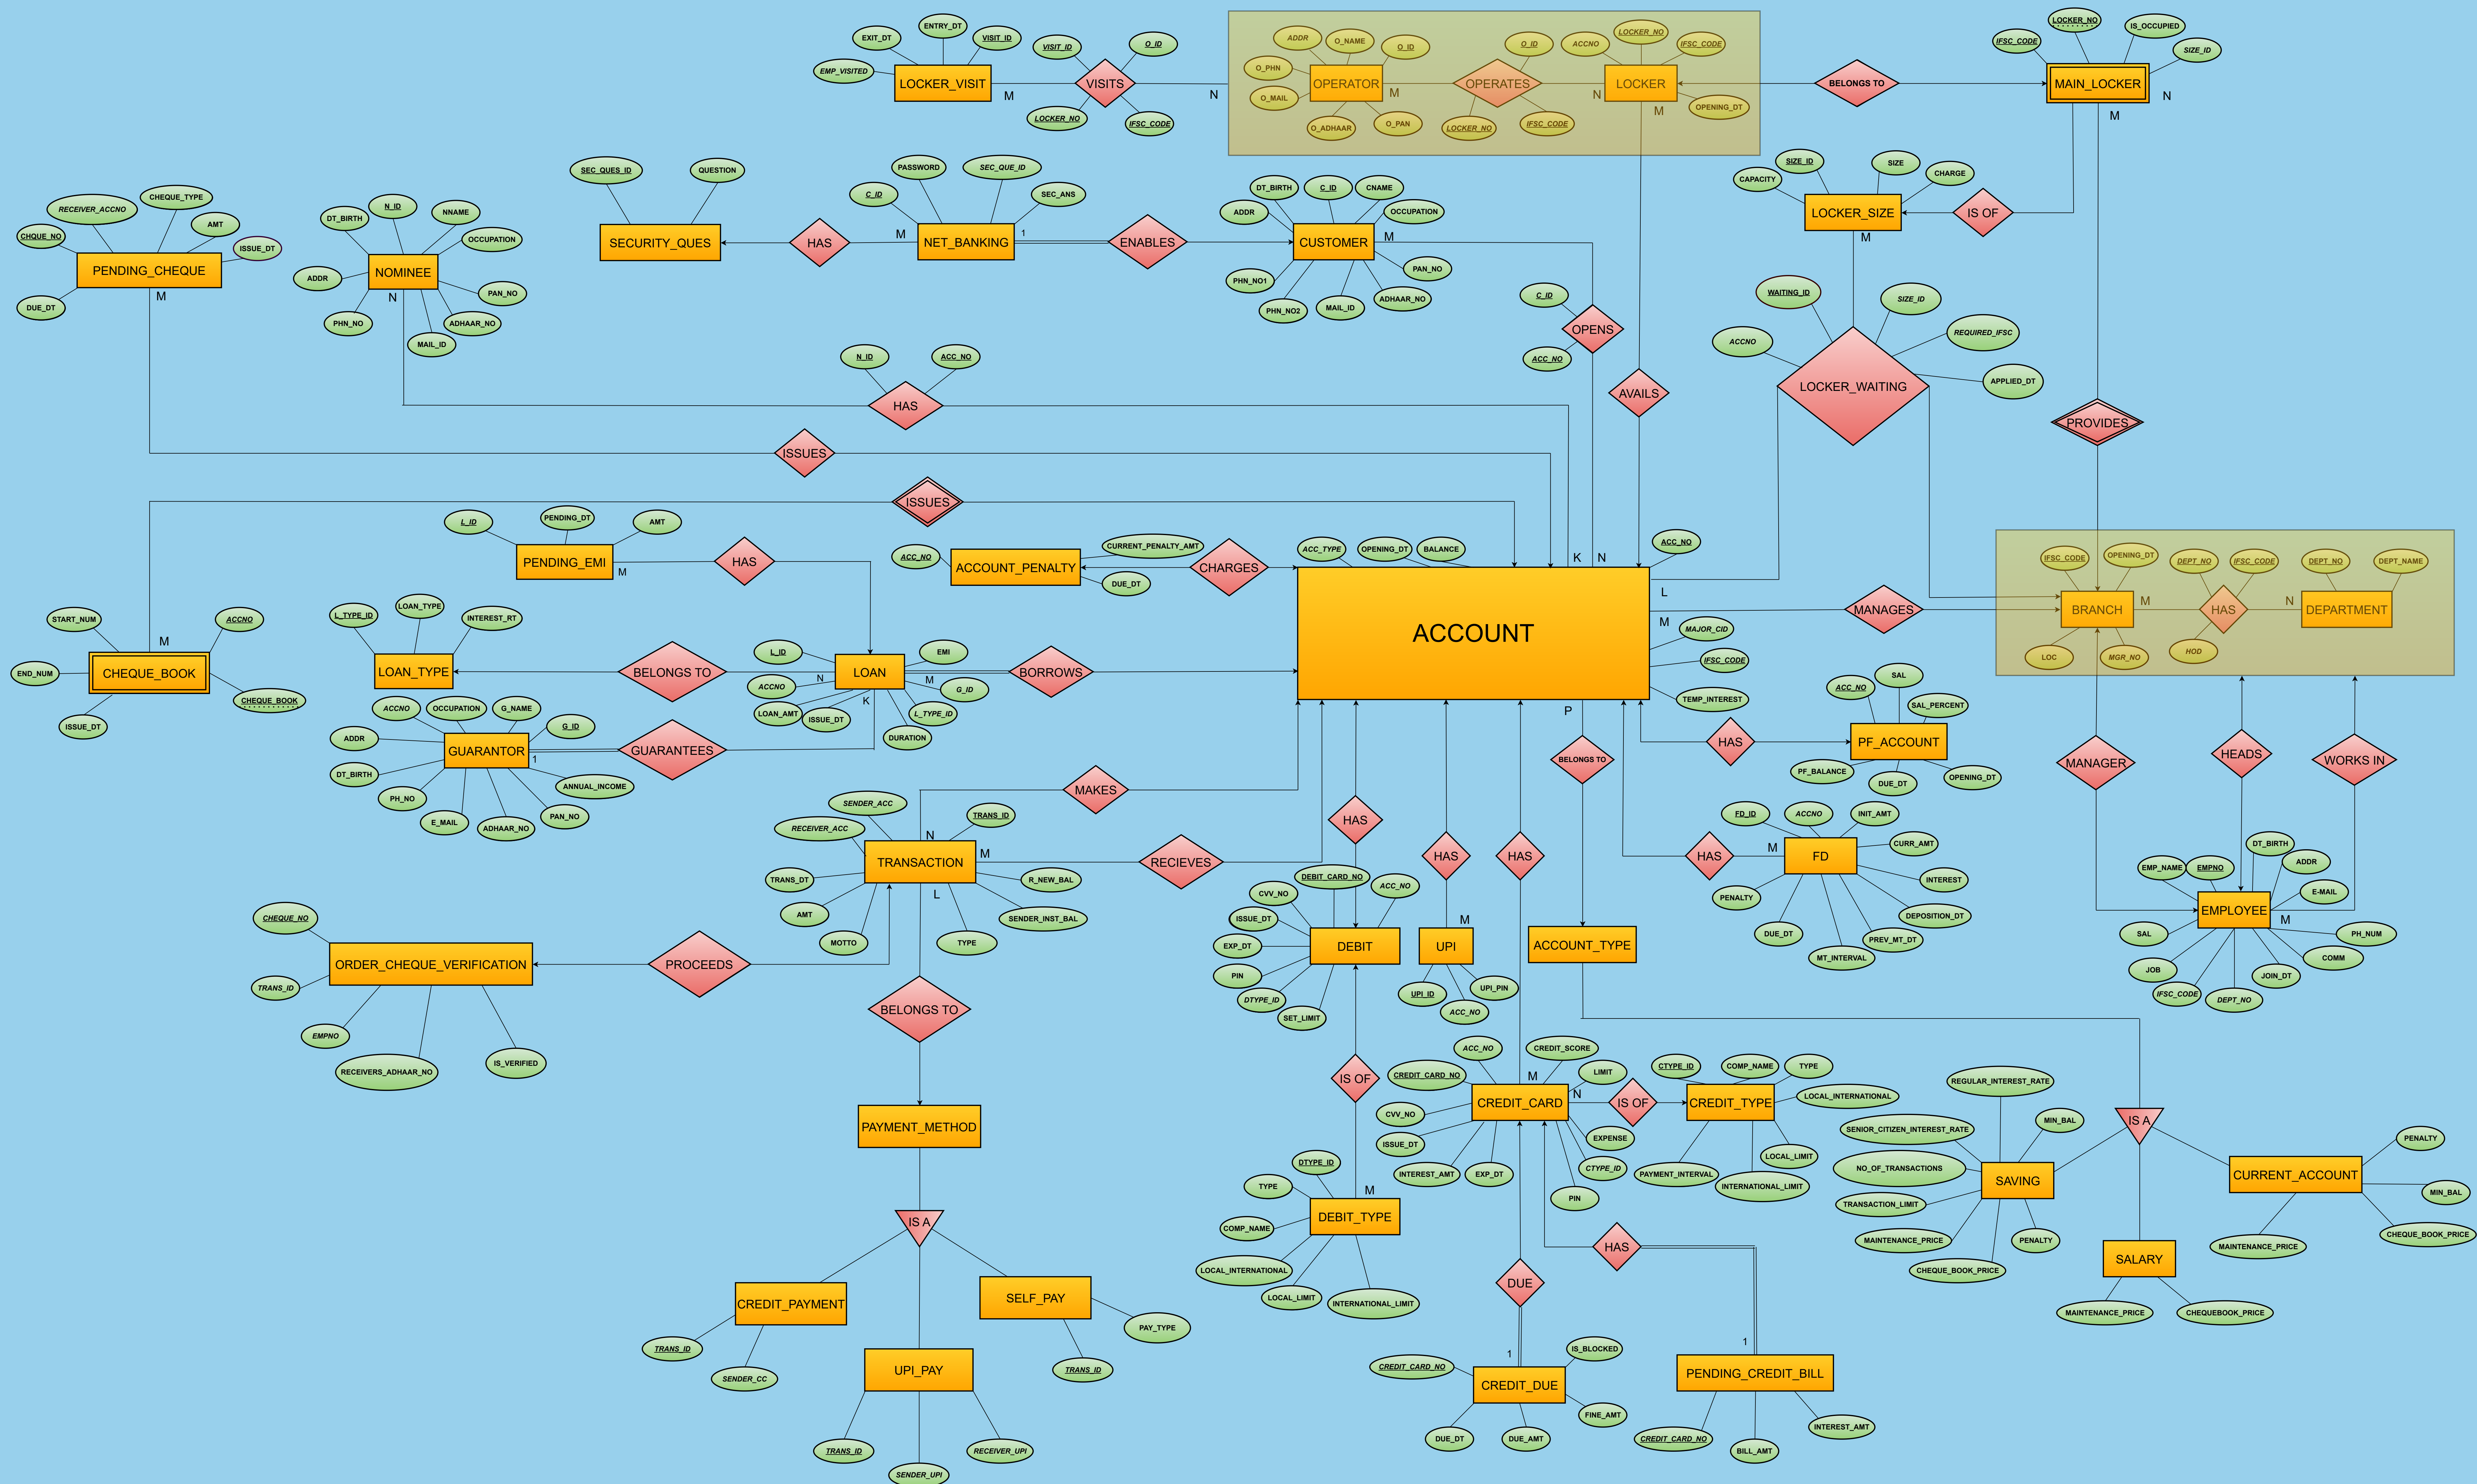 ENTRY_DT
EXIT_DT
VISIT_ID
EMP_VISITED
LOCKER_VISIT
M
VISIT_ID
O_ID
VISITS
LOCKER_NO
IFSC_CODE
N
ADDR
O_NAME
O_ID
O_PHN
OPERATOR
O_MAIL
M
O_ADHAAR
O_PAN
O_ID
OPERATES
LOCKER_NO
IFSC_CODE
ACCNO
LOCKER_NO
IFSC_CODE
LOCKER
N
M
OPENING_DT
BELONGS TO
LOCKER_NO
IS_OCCUPIED
IFSC_CODE
SIZE_ID
MAIN_LOCKER
N
M
SIZE_ID
SIZE
CAPACITY
CHARGE
LOCKER_SIZE
M
IS OF
SEC_QUES_ID
QUESTION
SECURITY_QUES
HAS
M
PASSWORD
SEC_QUE_ID
C_ID
SEC_ANS
NET_BANKING
1
ENABLES
DT_BIRTH
C_ID
CNAME
ADDR
OCCUPATION
CUSTOMER
M
PHN_NO1
PAN_NO
PHN_NO2
MAIL_ID
ADHAAR_NO
CHEQUE_TYPE
RECEIVER_ACCNO
AMT
CHQUE_NO
ISSUE_DT
PENDING_CHEQUE
M
DUE_DT
N_ID
NNAME
DT_BIRTH
OCCUPATION
NOMINEE
ADDR
N
PAN_NO
PHN_NO
ADHAAR_NO
MAIL_ID
C_ID
OPENS
ACC_NO
AVAILS
WAITING_ID
SIZE_ID
ACCNO
REQUIRED_IFSC
LOCKER_WAITING
APPLIED_DT
PROVIDES
N_ID
ACC_NO
HAS
ISSUES
ISSUES
L_ID
PENDING_DT
AMT
PENDING_EMI
M
HAS
ACC_NO
CURRENT_PENALTY_AMT
ACCOUNT_PENALTY
DUE_DT
CHARGES
ACC_TYPE
OPENING_DT
BALANCE
K
N
ACC_NO
L
ACCOUNT
M
MAJOR_CID
IFSC_CODE
TEMP_INTEREST
P
MANAGES
IFSC_CODE
OPENING_DT
BRANCH
M
LOC
MGR_NO
DEPT_NO
IFSC_CODE
HAS
HOD
N
DEPT_NO
DEPT_NAME
DEPARTMENT
START_NUM
ACCNO
M
CHEQUE_BOOK
END_NUM
CHEQUE_BOOK
ISSUE_DT
L_TYPE_ID
LOAN_TYPE
INTEREST_RT
LOAN_TYPE
BELONGS TO
L_ID
EMI
LOAN
N
M
ACCNO
G_ID
K
LOAN_AMT
ISSUE_DT
L_TYPE_ID
DURATION
BORROWS
ACCNO
OCCUPATION
G_NAME
G_ID
ADDR
GUARANTOR
1
GUARANTEES
DT_BIRTH
ANNUAL_INCOME
PH_NO
PAN_NO
E_MAIL
ADHAAR_NO
MAKES
SENDER_ACC
TRANS_ID
RECEIVER_ACC
N
M
TRANSACTION
RECIEVES
TRANS_DT
R_NEW_BAL
L
AMT
SENDER_INST_BAL
MOTTO
TYPE
CHEQUE_NO
ORDER_CHEQUE_VERIFICATION
PROCEEDS
TRANS_ID
EMPNO
IS_VERIFIED
RECEIVERS_ADHAAR_NO
BELONGS TO
PAYMENT_METHOD
IS A
CREDIT_PAYMENT
SELF_PAY
TRANS_ID
SENDER_CC
PAY_TYPE
TRANS_ID
UPI_PAY
TRANS_ID
RECEIVER_UPI
SENDER_UPI
HAS
HAS
HAS
BELONGS TO
HAS
ACC_NO
SAL
SAL_PERCENT
PF_ACCOUNT
PF_BALANCE
OPENING_DT
DUE_DT
MANAGER
HEADS
WORKS IN
HAS
FD_ID
ACCNO
INIT_AMT
CURR_AMT
M
FD
INTEREST
PENALTY
DEPOSITION_DT
DUE_DT
PREV_MT_DT
MT_INTERVAL
DT_BIRTH
EMP_NAME
EMPNO
ADDR
E-MAIL
EMPLOYEE
M
SAL
PH_NUM
JOB
COMM
JOIN_DT
IFSC_CODE
DEPT_NO
DEBIT_CARD_NO
ACC_NO
CVV_NO
ISSUE_DT
DEBIT
EXP_DT
PIN
DTYPE_ID
SET_LIMIT
M
UPI
UPI_ID
UPI_PIN
ACC_NO
ACCOUNT_TYPE
IS OF
DTYPE_ID
TYPE
M
DEBIT_TYPE
COMP_NAME
LOCAL_INTERNATIONAL
LOCAL_LIMIT
INTERNATIONAL_LIMIT
ACC_NO
CREDIT_SCORE
CREDIT_CARD_NO
M
LIMIT
N
CREDIT_CARD
CVV_NO
EXPENSE
ISSUE_DT
INTEREST_AMT
EXP_DT
CTYPE_ID
PIN
IS OF
CTYPE_ID
COMP_NAME
TYPE
LOCAL_INTERNATIONAL
CREDIT_TYPE
LOCAL_LIMIT
PAYMENT_INTERVAL
INTERNATIONAL_LIMIT
DUE
HAS
1
IS_BLOCKED
CREDIT_CARD_NO
CREDIT_DUE
FINE_AMT
DUE_DT
DUE_AMT
1
PENDING_CREDIT_BILL
CREDIT_CARD_NO
BILL_AMT
INTEREST_AMT
REGULAR_INTEREST_RATE
SENIOR_CITIZEN_INTEREST_RATE
MIN_BAL
NO_OF_TRANSACTIONS
SAVING
TRANSACTION_LIMIT
MAINTENANCE_PRICE
PENALTY
CHEQUE_BOOK_PRICE
IS A
SALARY
MAINTENANCE_PRICE
CHEQUEBOOK_PRICE
PENALTY
CURRENT_ACCOUNT
MIN_BAL
CHEQUE_BOOK_PRICE
MAINTENANCE_PRICE